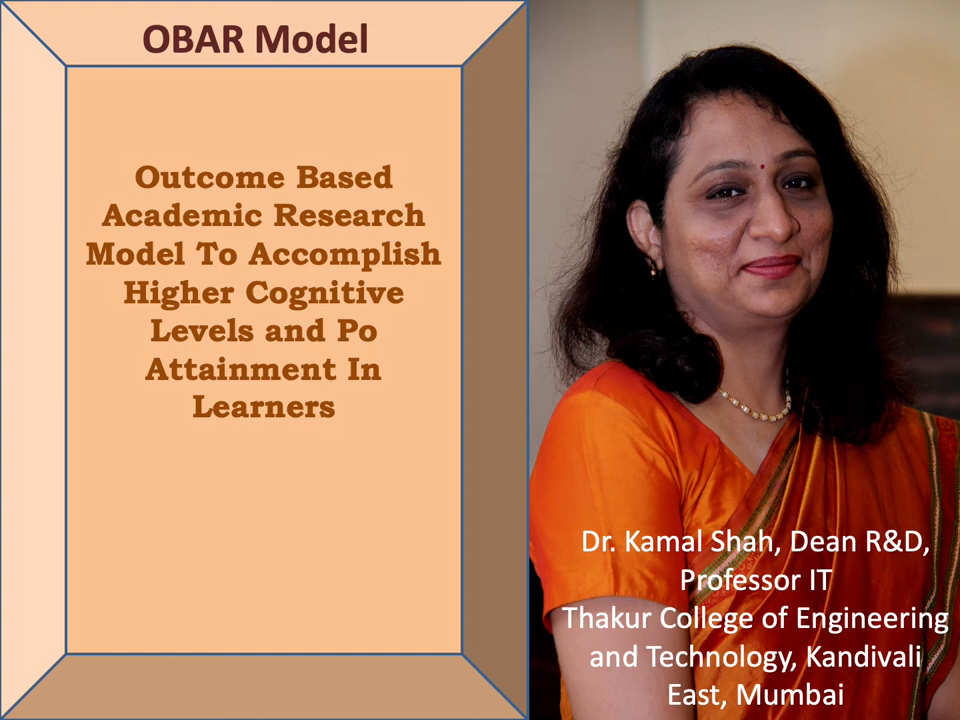 OBAR Model
Outcome Based
Academic Research
Model To Accomplish
Higher Cognitive
Levels and Po
Attainment In
Learners
Dr. Kamal Shah, Dean R&D,
Professor IT
Thakur College of Engineering
and Technology, Kandivali
East, Mumbai